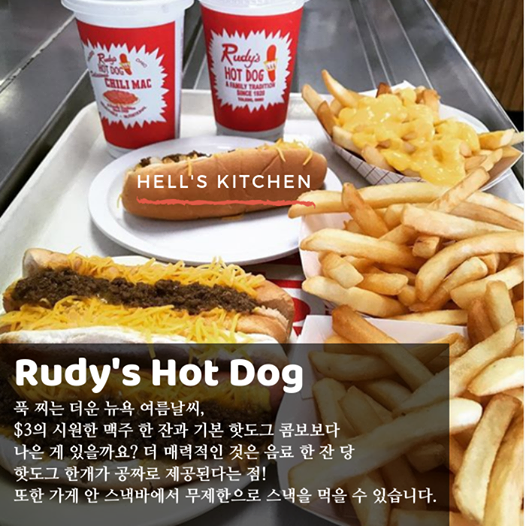 Rudy's
HOT DOG
CHILI MAC
Rudy's
HOT DOG
A FAMILY TRADITION
SINCE 1920
TOLEDO, OHIO
HELL'S KITCHEN
Rudy's Hot Dog
푹 찌는 더운 뉴욕 여름날씨,
$3의 시원한 맥주 한 잔과 기본 핫도그 콤보보다
나은 게 있을까요? 더 매력적인 것은 음료 한 잔 당
핫도그 한개가 공짜로 제공된다는 점!
또한 가게 안 스낵바에서 무제한으로 스낵을 먹을 수 있습니다.